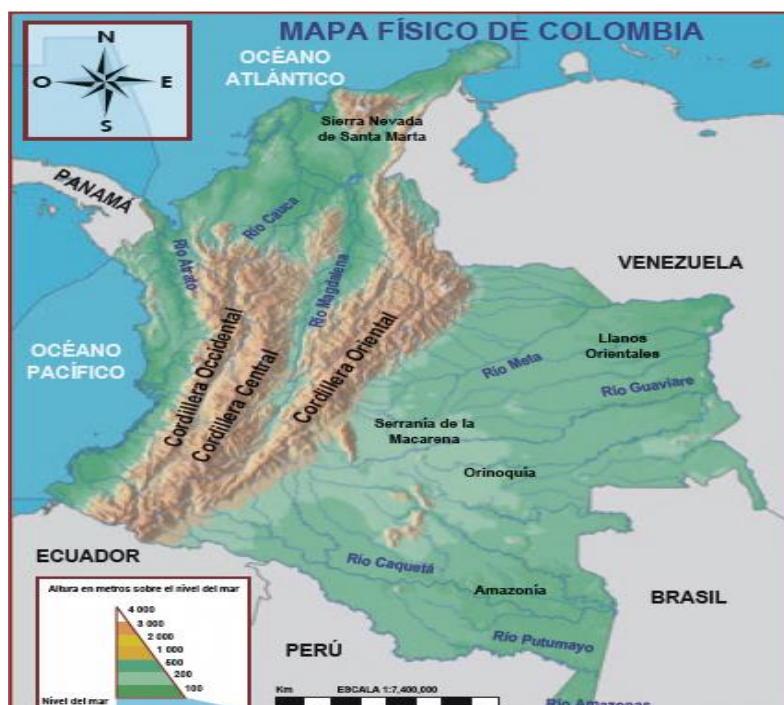 MAPA FÍSICO DE COLOMBIA
N
O
E
S
OCÉANO
ATLÁNTICO
Sierra Nevada
de Santa Marta
PANAMÁ
Río Cauca
Río Atrato
Río Magdalena
VENEZUELA
OCÉANO
PACÍFICO
Cordillera Occidental
Cordillera Central
Cordillera Oriental
Llanos
Orientales
Río Meta
Río Guaviare
Serranía de la
Macarena
Orinoquía
ECUADOR
Río Caquetá
Amazonía
BRASIL
Río Putumayo
PERÚ
Río Amazonas
Altura en metros sobre el nivel del mar
4 000
3 000
2 000
1 000
500
200
100
Nivel del mar
Km
ESCALA 1:7,400,000